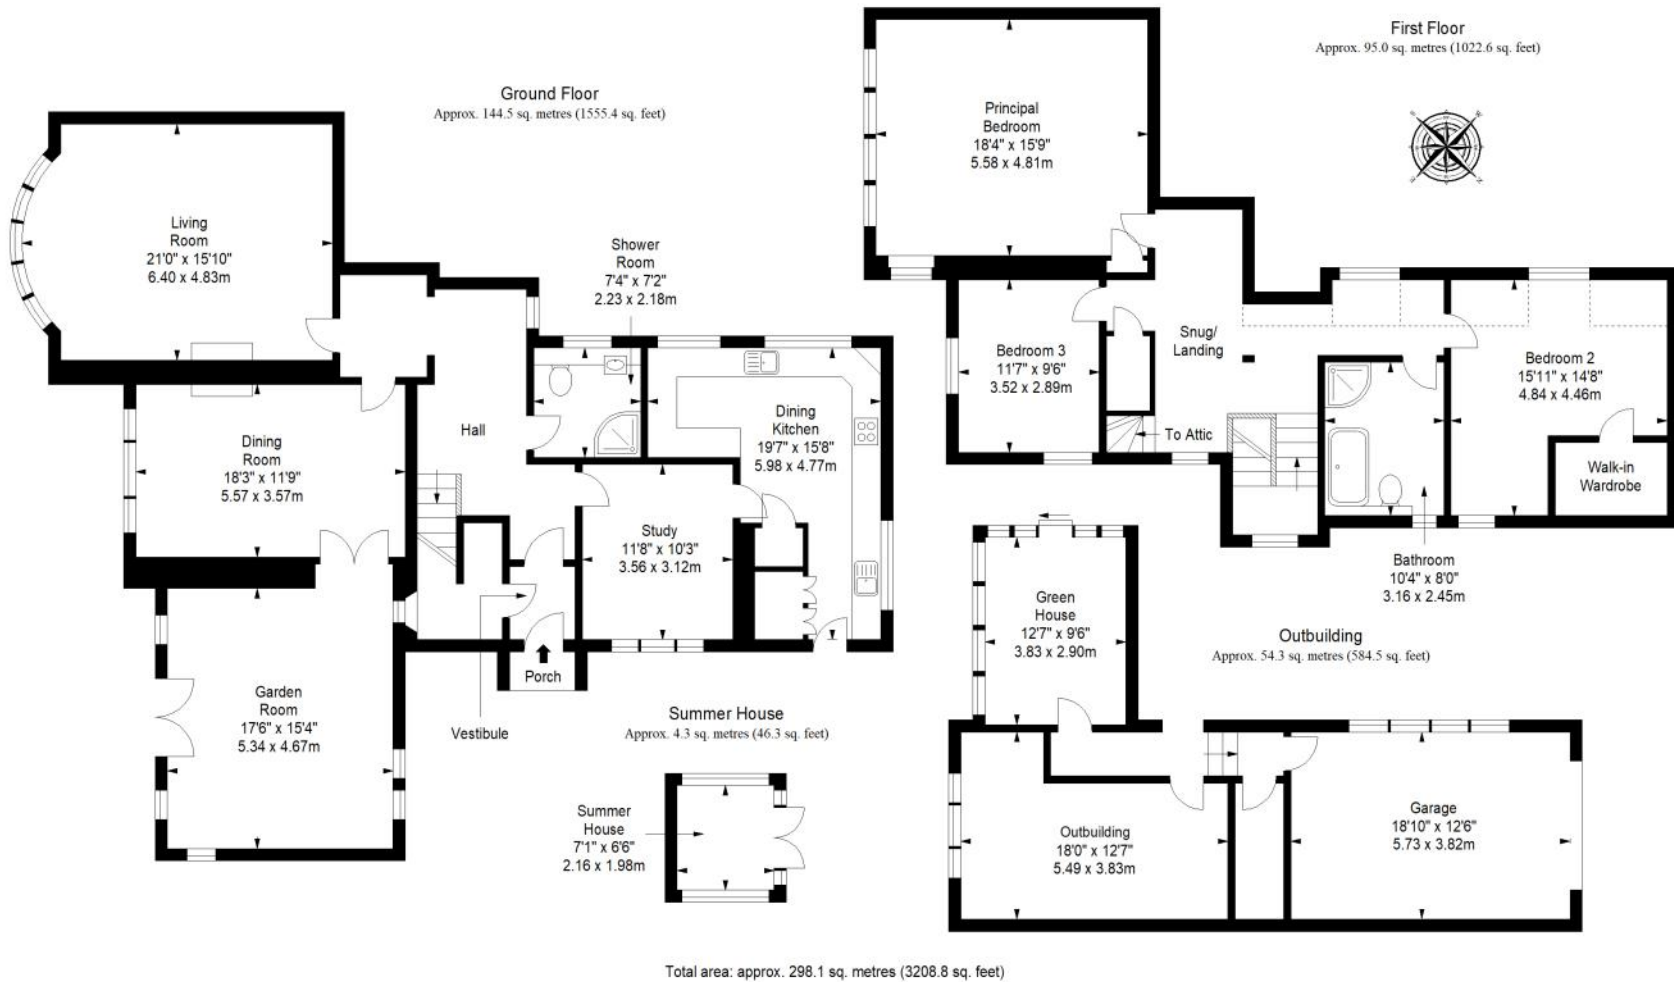 Ground Floor
Approx. 144.5 sq. metres (1555.4 sq. feet)
Living
Room
21'0" x 15'10"
6.40 x 4.83m
Shower
Room
7'4" x 7'2"
2.23 x 2.18m
Dining
Room
18'3" x 11'9"
5.57 x 3.57m
Hall
Dining
Kitchen
19'7" x 15'8"
5.98 x 4.77m
Study
11'8" x 10'3"
3.56 x 3.12m
Garden
Room
17'6" x 15'4"
5.34 x 4.67m
Porch
Vestibule
First Floor
Approx. 95.0 sq. metres (1022.6 sq. feet)
Principal
Bedroom
18'4" x 15'9"
5.58 x 4.81m
Bedroom 3
11'7" x 9'6"
3.52 x 2.89m
Snug/
Landing
To Attic
Bedroom 2
15'11" x 14'8"
4.84 x 4.46m
Walk-in
Wardrobe
Bathroom
10'4" x 8'0"
3.16 x 2.45m
Summer House
Approx. 4.3 sq. metres (46.3 sq. feet)
Summer
House
7'1" x 6'6"
2.16 x 1.98m
Outbuilding
Approx. 54.3 sq. metres (584.5 sq. feet)
Green
House
12'7" x 9'6"
3.83 x 2.90m
Outbuilding
18'0" x 12'7"
5.49 x 3.83m
Garage
18'10" x 12'6"
5.73 x 3.82m
Total area: approx. 298.1 sq. metres (3208.8 sq. feet)